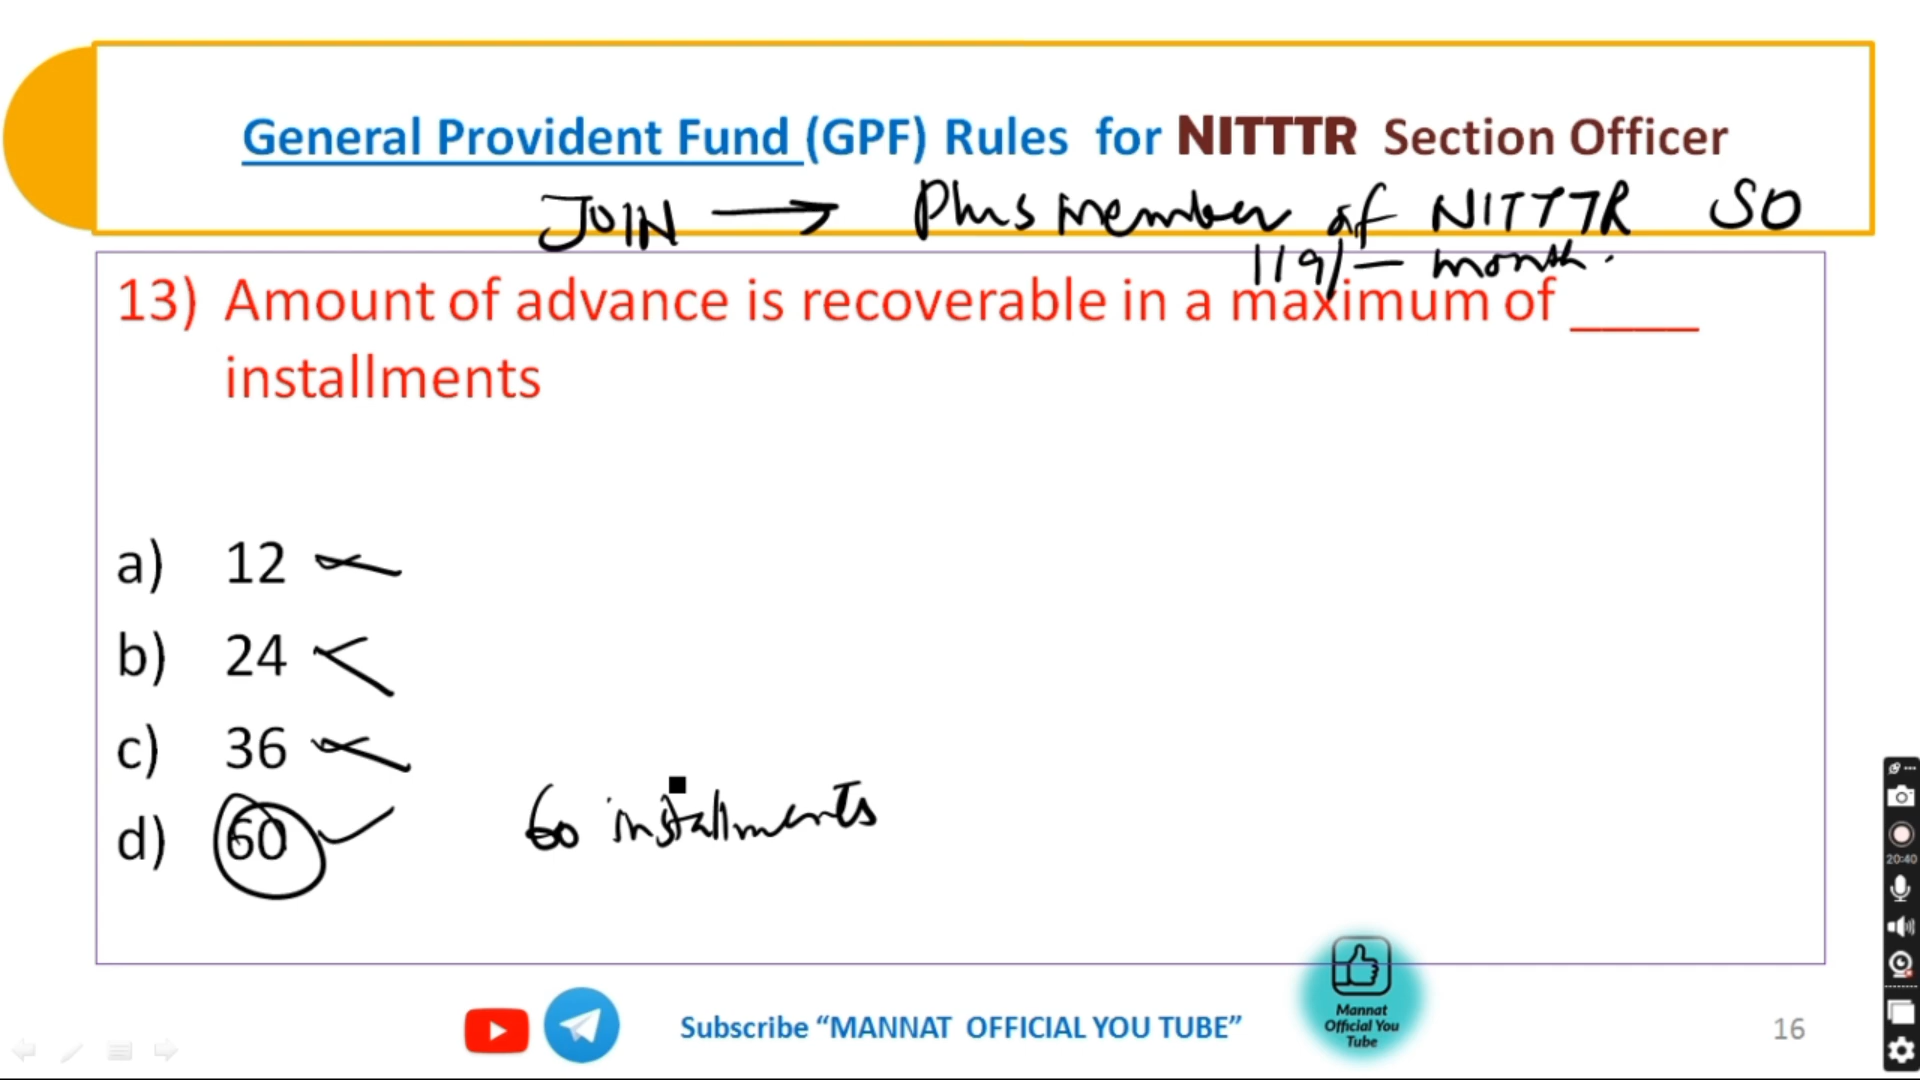 General Provident Fund (GPF) Rules for NITTTR Section Officer
JOIN → Plus member of NITTTR SO
119/- month.
13) Amount of advance is recoverable in a maximum of ____
installments
a) 12
b) 24
c) 36
d) 60
60 installments
Subscribe “MANNAT OFFICIAL YOU TUBE”
Mannat
Official You
Tube
16
20:40